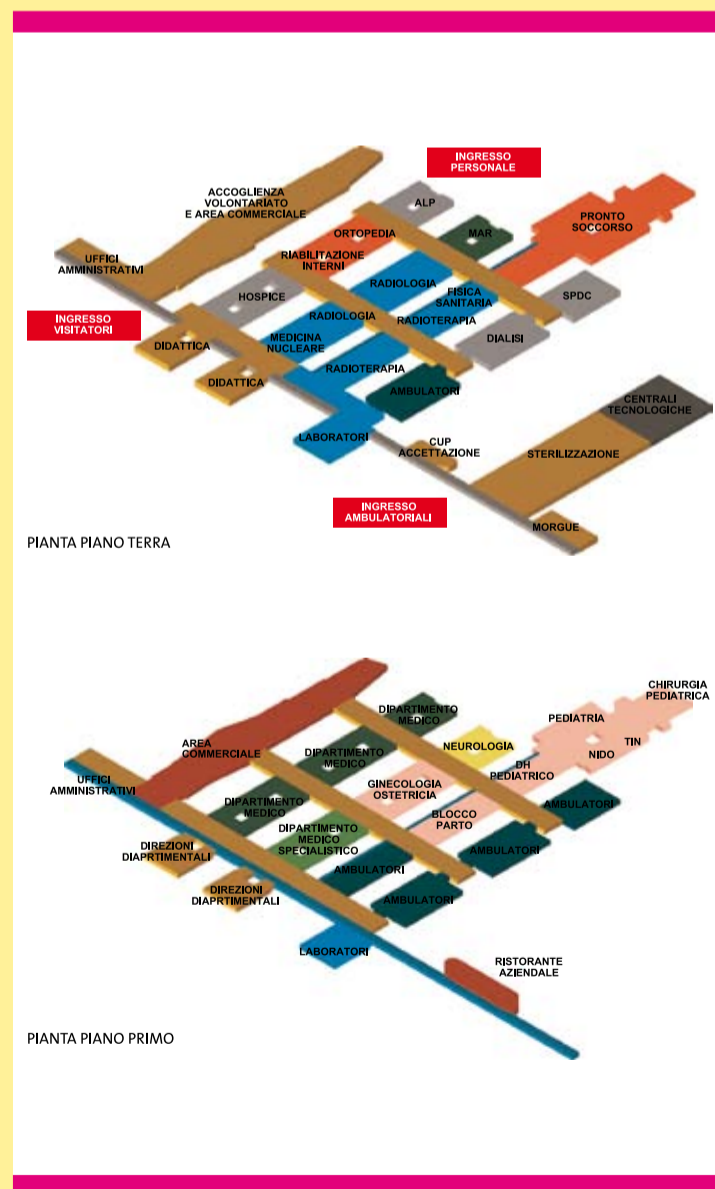 INGRESSO
PERSONALE
ACCOGLIENZA
VOLONTARIATO
E AREA COMMERCIALE
ALP
ORTOPEDIA
MAR
PRONTO
SOCCORSO
UFFICI
AMMINISTRATIVI
RIABILITAZIONE
INTERNI
RADIOLOGIA
FISICA
SANITARIA
SPDC
HOSPICE
INGRESSO
VISITATORI
RADIOLOGIA
RADIOTERAPIA
DIALISI
DIDATTICA
MEDICINA
NUCLEARE
DIDATTICA
RADIOTERAPIA
AMBULATORI
CENTRALI
TECNOLOGICHE
LABORATORI
CUP
ACCETTAZIONE
STERILIZZAZIONE
INGRESSO
AMBULATORIALI
MORGUE
PIANTA PIANO TERRA
CHIRURGIA
PEDIATRICA
DIPARTIMENTO
MEDICO
PEDIATRIA
TIN
AREA
COMMERCIALE
DIPARTIMENTO
MEDICO
NEUROLOGIA
NIDO
DH
PEDIATRICO
UFFICI
AMMINISTRATIVI
GINECOLOGIA
OSTETRICIA
DIPARTIMENTO
MEDICO
BLOCCO
PARTO
AMBULATORI
DIPARTIMENTO
MEDICO
SPECIALISTICO
DIREZIONI
DIAPRTIMENTALI
AMBULATORI
AMBULATORI
DIREZIONI
DIAPRTIMENTALI
AMBULATORI
LABORATORI
RISTORANTE
AZIENDALE
PIANTA PIANO PRIMO